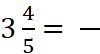 3 4/5 = —